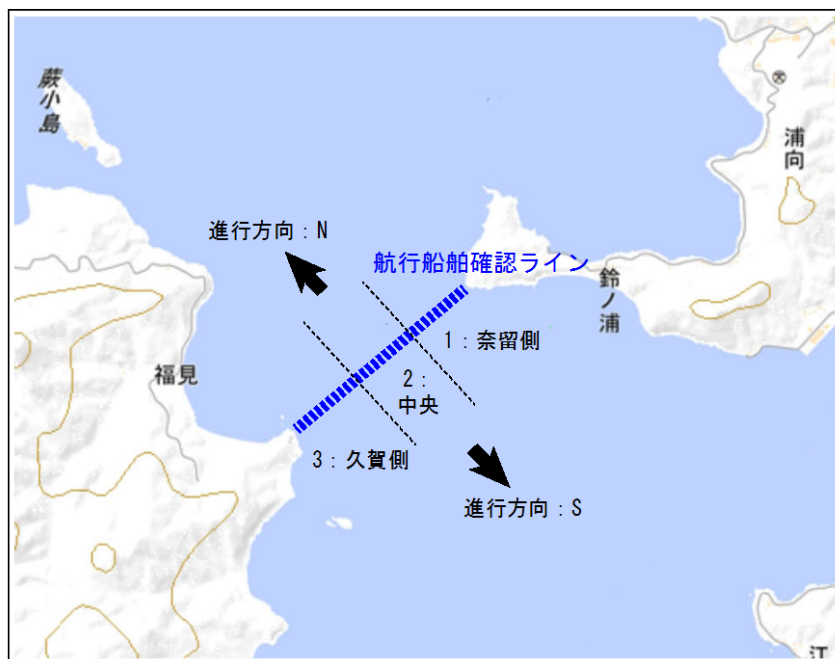 蕨小島
浦向
進行方向：N
航行船舶確認ライン
鈴ノ浦
1：奈留側
福見
2：
中央
3：久賀側
進行方向：S
江